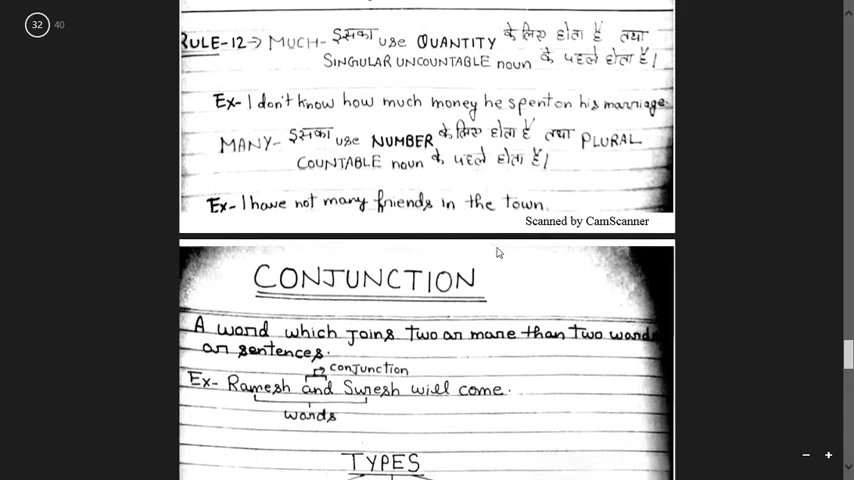 32 40
RULE-12→ MUCH- इसका use QUANTITY के लिए होता है तथा
SINGULAR UNCOUNTABLE noun के पहले होता है।
Ex- I don't know how much money he spent on his marriage.
MANY- इसका use NUMBER के लिए होता है तथा PLURAL
COUNTABLE noun के पहले होता है।
Ex- I have not many friends in the town.
Scanned by CamScanner
CONJUNCTION
A word which joins two or more than two words
or sentences.
conjunction
Ex- Ramesh and Suresh will come.
words
TYPES